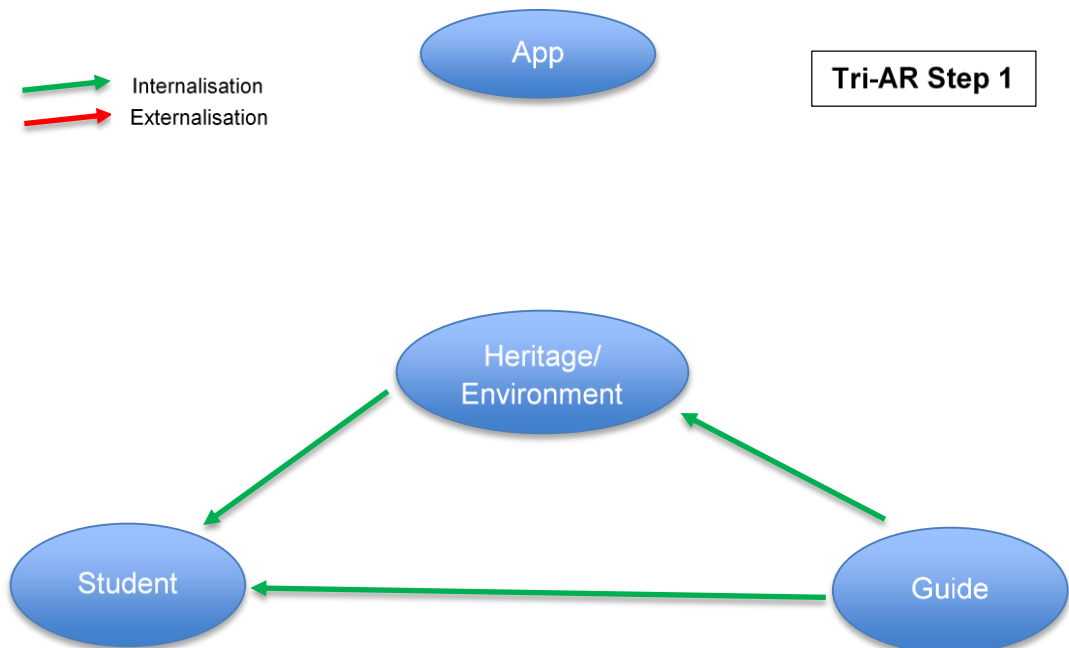 App
Tri-AR Step 1
Internalisation
Externalisation
Heritage/
Environment
Student
Guide